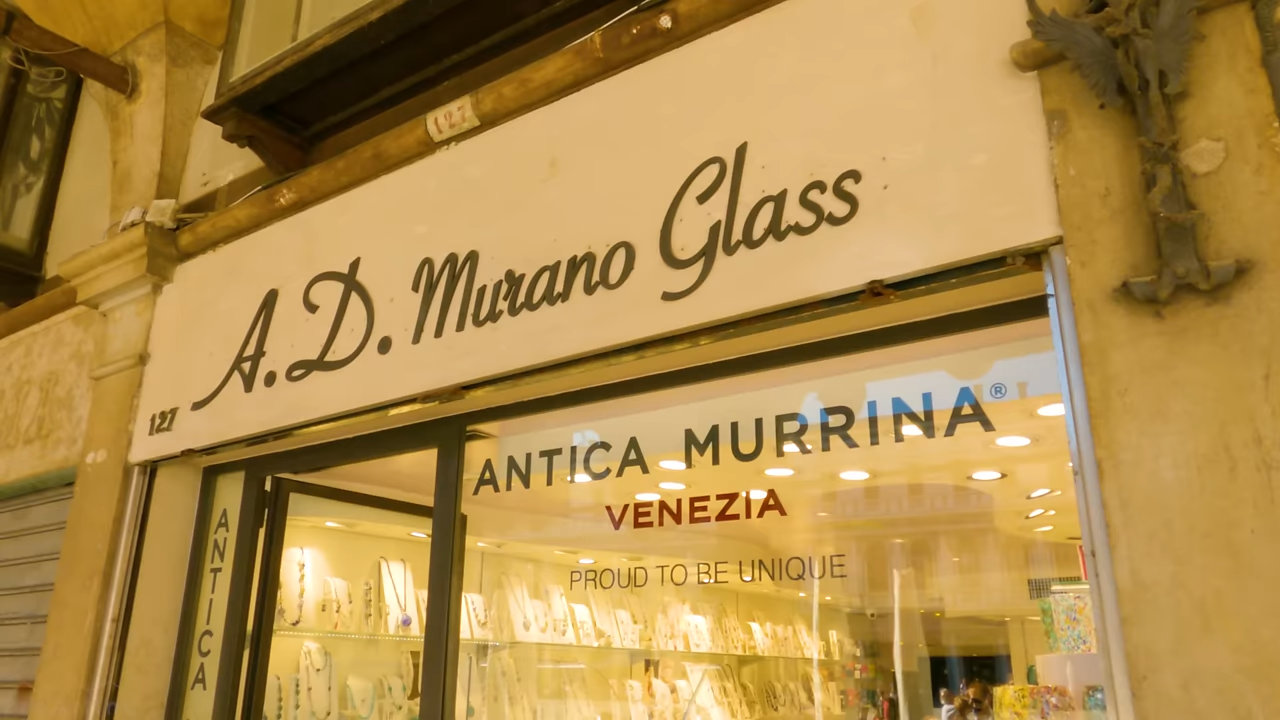 127
A. D. Murano Glass
127
ANTICA MURRINA®
VENEZIA
PROUD TO BE UNIQUE
ANTICA